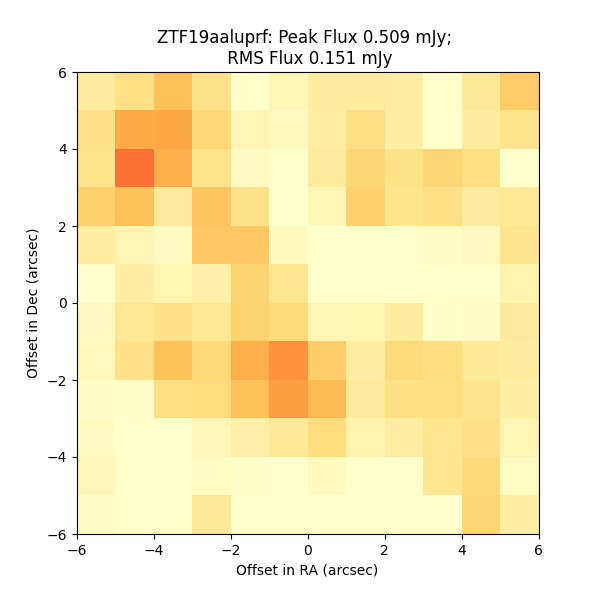 ZTF19aaluprf: Peak Flux 0.509 mJy;
RMS Flux 0.151 mJy
6
4
2
0
−2
−4
−6
Offset in Dec (arcsec)
−6 −4 −2 0 2 4 6
Offset in RA (arcsec)